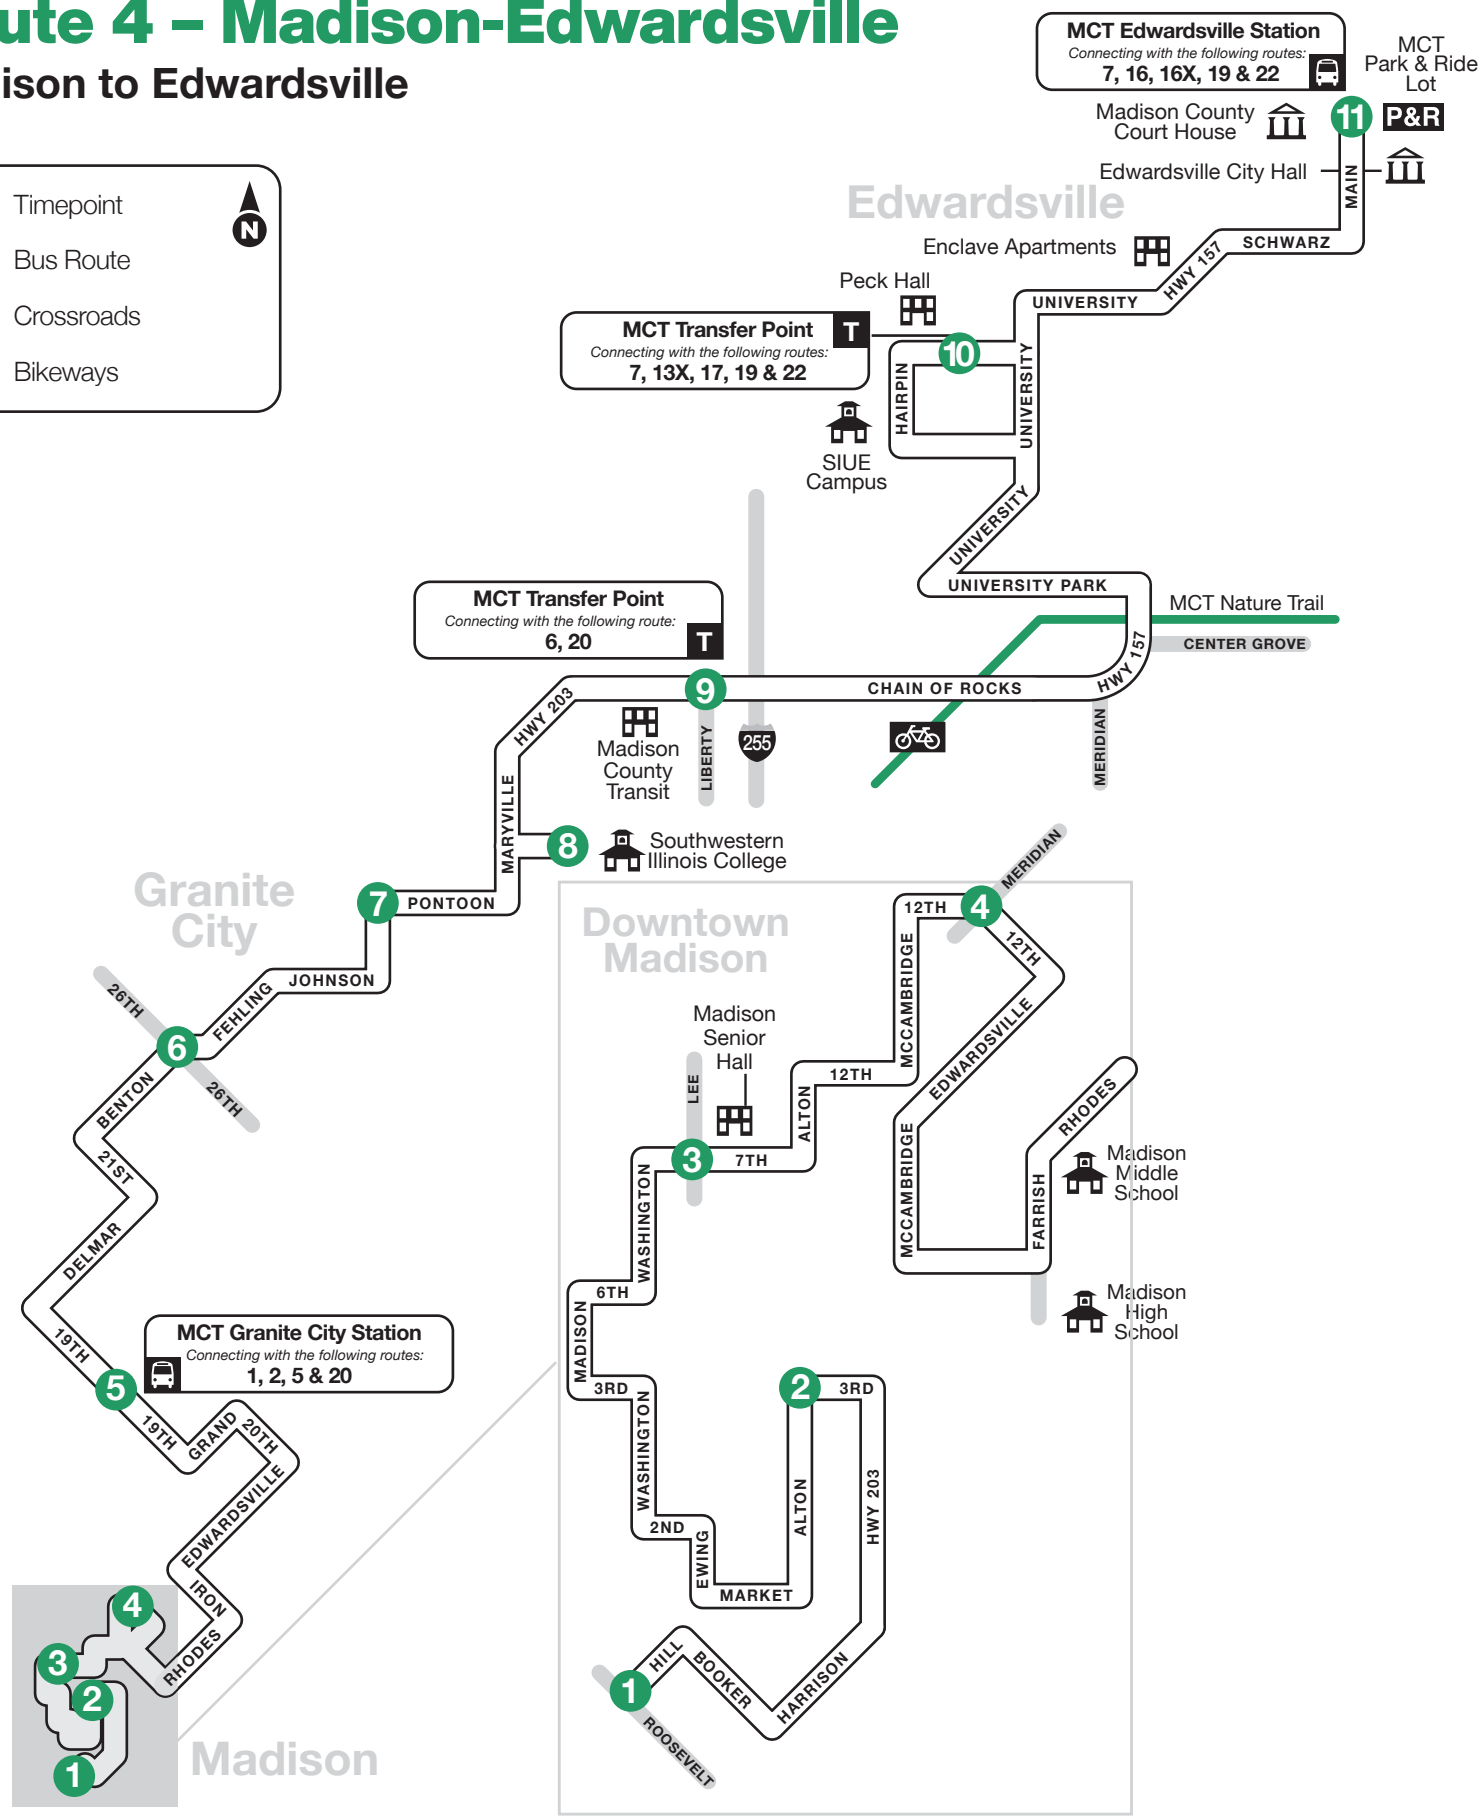 ute 4 – Madison-Edwardsville
ison to Edwardsville
Timepoint
N
Bus Route
Crossroads
Bikeways
MCT Edwardsville Station
Connecting with the following routes:
7, 16, 16X, 19 & 22
MCT
Park & Ride
Lot
P&R
11
Madison County
Court House
Edwardsville City Hall
MAIN
Edwardsville
SCHWARZ
HWY 157
Enclave Apartments
UNIVERSITY
Peck Hall
MCT Transfer Point
T
Connecting with the following routes:
7, 13X, 17, 19 & 22
10
HAIRPIN
UNIVERSITY
SIUE
Campus
UNIVERSITY
UNIVERSITY PARK
MCT Nature Trail
CENTER GROVE
HWY 157
MCT Transfer Point
Connecting with the following route:
6, 20
T
9
CHAIN OF ROCKS
MERIDIAN
HWY 203
Madison
County
Transit
LIBERTY
255
MARYVILLE
8
Southwestern
Illinois College
Granite
City
7
PONTOON
JOHNSON
FEHLING
26TH
6
26TH
BENTON
21ST
DELMAR
19TH
MCT Granite City Station
Connecting with the following routes:
1, 2, 5 & 20
5
19TH
GRAND
20TH
EDWARDSVILLE
IRON
RHODES
4
3
2
1
Madison
Downtown
Madison
MERIDIAN
12TH
4
12TH
MCCAMBRIDGE
EDWARDSVILLE
Madison
Senior
Hall
LEE
12TH
ALTON
3
7TH
RHODES
Madison
Middle
School
MCCAMBRIDGE
FARRISH
Madison
High
School
WASHINGTON
6TH
MADISON
3RD
WASHINGTON
2
3RD
2ND
EWING
ALTON
HWY 203
MARKET
HILL
BOOKER
HARRISON
1
ROOSEVELT